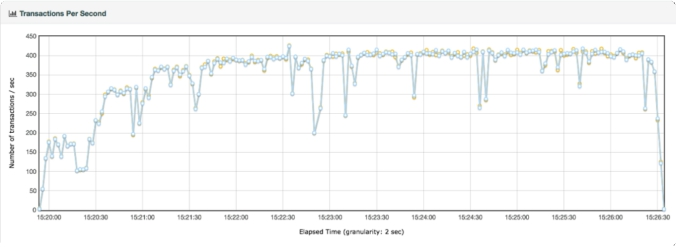 Transactions Per Second
450
400
350
300
250
200
150
100
50
0
Number of transactions / sec
15:20:00 15:20:30 15:21:00 15:21:30 15:22:00 15:22:30 15:23:00 15:23:30 15:24:00 15:24:30 15:25:00 15:25:30 15:26:00 15:26:30
Elapsed Time (granularity: 2 sec)